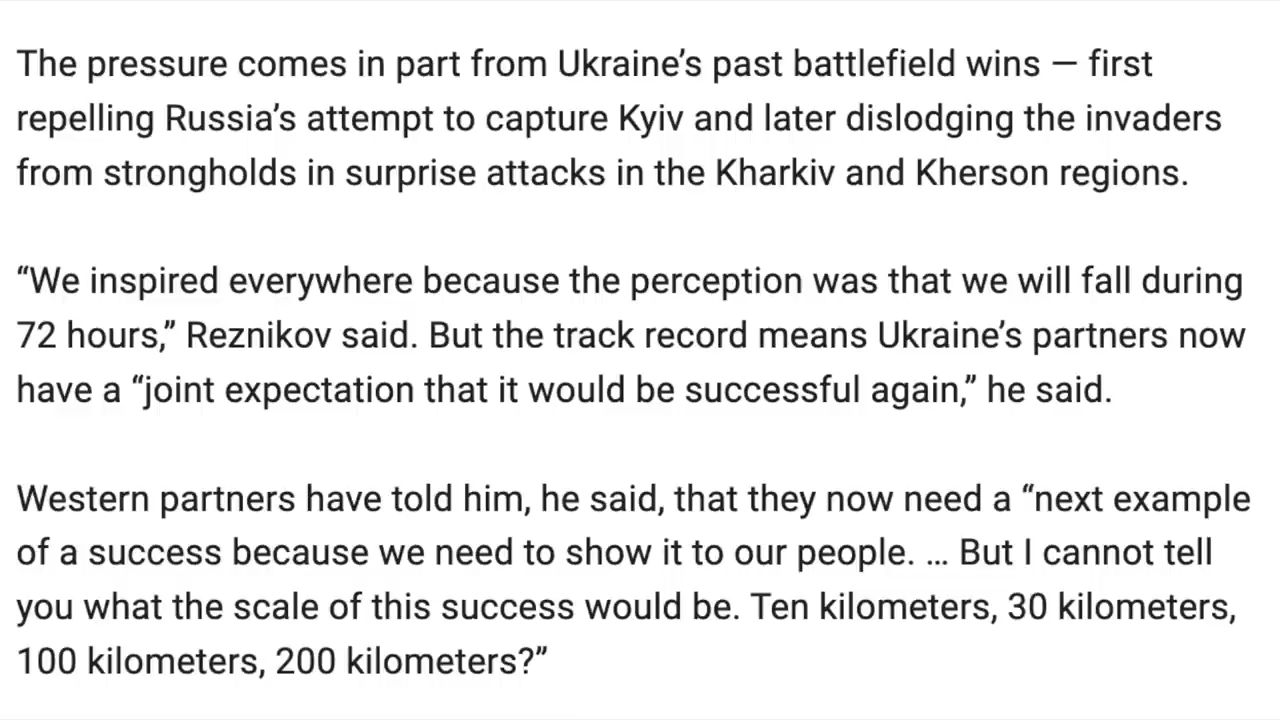 The pressure comes in part from Ukraine’s past battlefield wins — first
repelling Russia’s attempt to capture Kyiv and later dislodging the invaders
from strongholds in surprise attacks in the Kharkiv and Kherson regions.
“We inspired everywhere because the perception was that we will fall during
72 hours,” Reznikov said. But the track record means Ukraine’s partners now
have a “joint expectation that it would be successful again,” he said.
Western partners have told him, he said, that they now need a “next example
of a success because we need to show it to our people. … But I cannot tell
you what the scale of this success would be. Ten kilometers, 30 kilometers,
100 kilometers, 200 kilometers?”